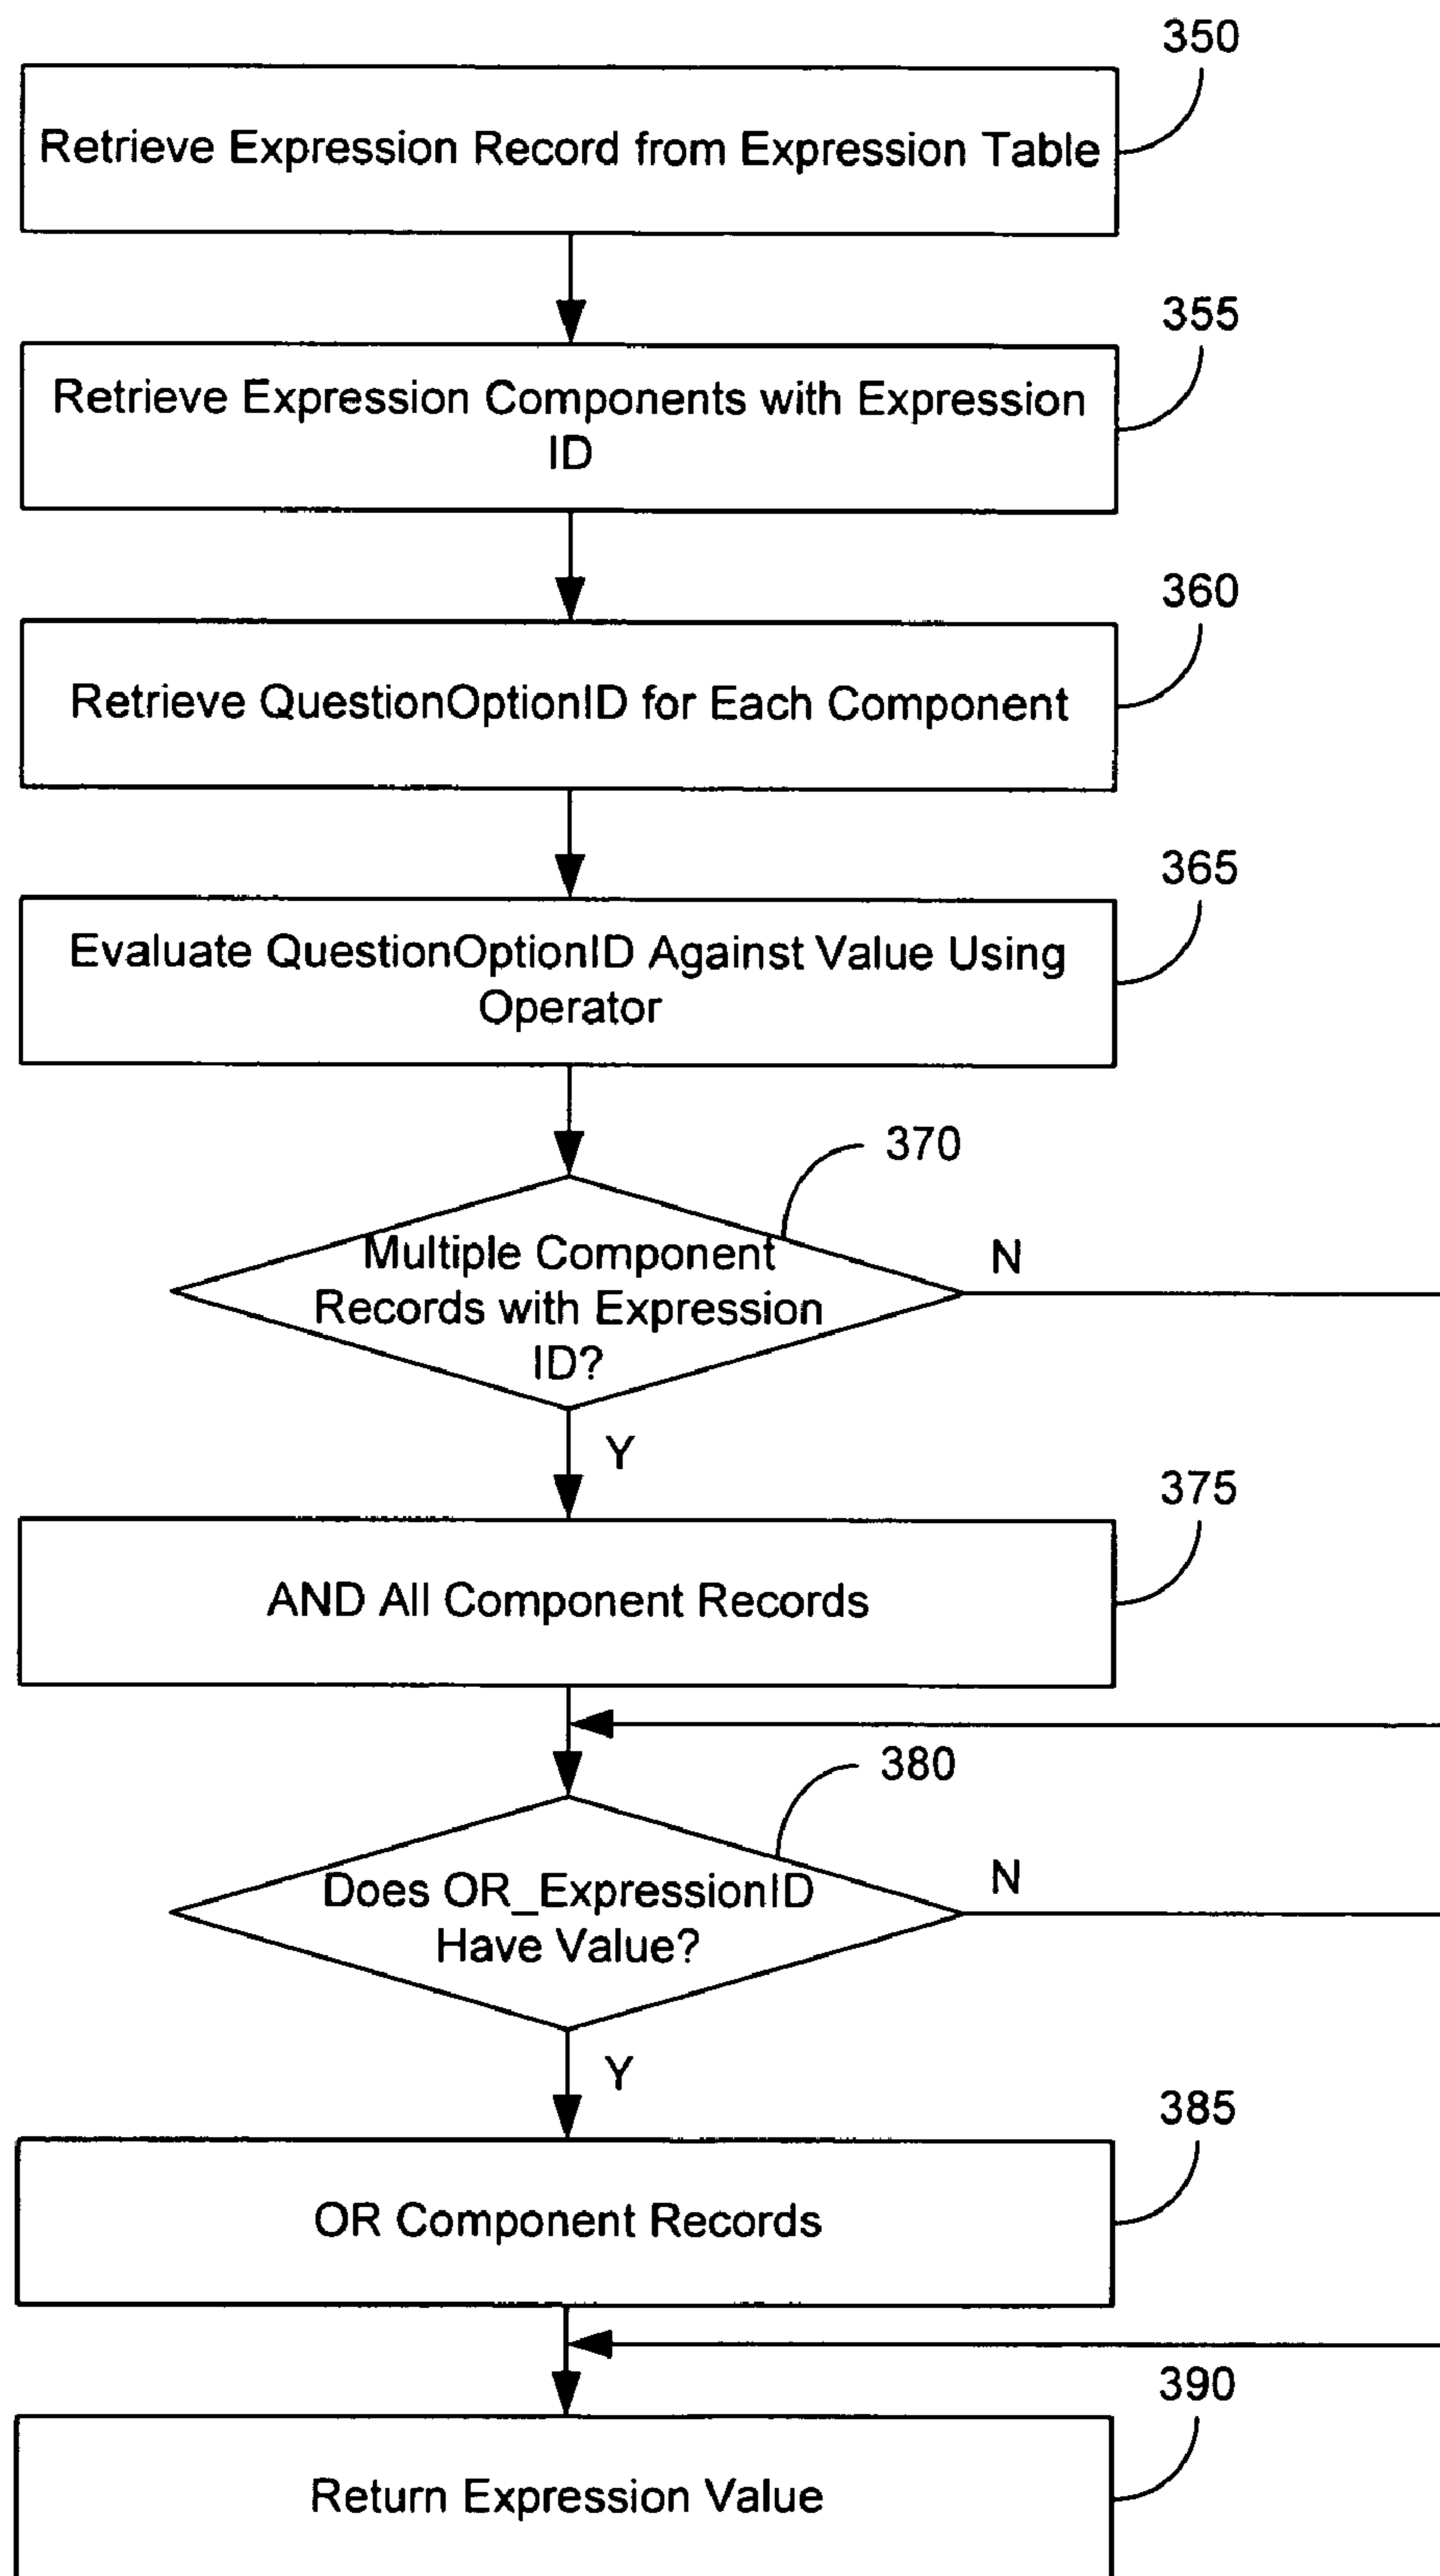 350
Retrieve Expression Record from Expression Table
355
Retrieve Expression Components with Expression
ID
360
Retrieve QuestionOptionID for Each Component
365
Evaluate QuestionOptionID Against Value Using
Operator
370
Multiple Component
Records with Expression
ID?
N
Y
375
AND All Component Records
380
Does OR_ExpressionID
Have Value?
N
Y
385
OR Component Records
390
Return Expression Value